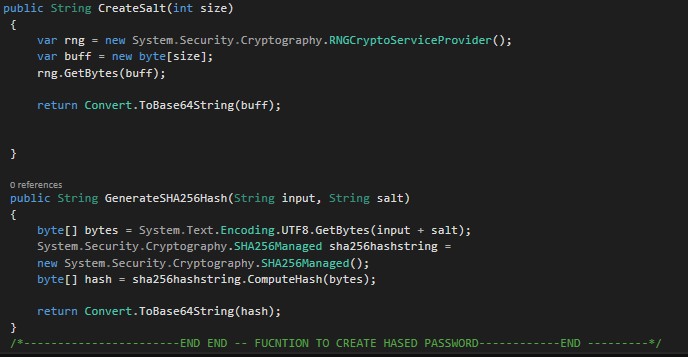 public String CreateSalt(int size)
{
var rng = new System.Security.Cryptography.RNGCryptoServiceProvider();
var buff = new byte[size];
rng.GetBytes(buff);
return Convert.ToBase64String(buff);
}
0 references
public String GenerateSHA256Hash(String input, String salt)
{
byte[] bytes = System.Text.Encoding.UTF8.GetBytes(input + salt);
System.Security.Cryptography.SHA256Managed sha256hashstring =
new System.Security.Cryptography.SHA256Managed();
byte[] hash = sha256hashstring.ComputeHash(bytes);
return Convert.ToBase64String(hash);
}
/*-----------------------END END -- FUCNTION TO CREATE HASED PASSWORD------------END ---------*/